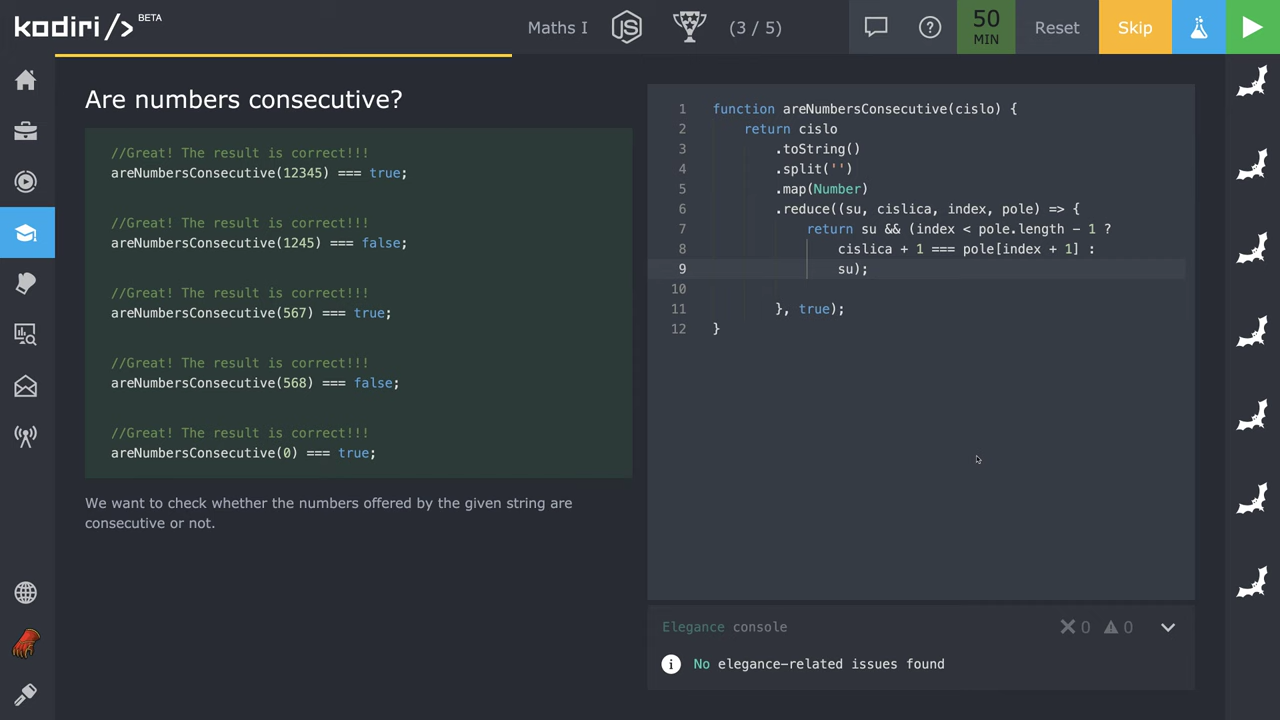 kodiri/> BETA
Maths I
JS
(3 / 5)
50
MIN
Reset
Skip
Are numbers consecutive?
//Great! The result is correct!!!
areNumbersConsecutive(12345) === true;
//Great! The result is correct!!!
areNumbersConsecutive(1245) === false;
//Great! The result is correct!!!
areNumbersConsecutive(567) === true;
//Great! The result is correct!!!
areNumbersConsecutive(568) === false;
//Great! The result is correct!!!
areNumbersConsecutive(0) === true;
We want to check whether the numbers offered by the given string are
consecutive or not.
1 function areNumbersConsecutive(cislo) {
2 return cislo
3 .toString()
4 .split('')
5 .map(Number)
6 .reduce((su, cislica, index, pole) => {
7 return su && (index < pole.length - 1 ?
8 cislica + 1 === pole[index + 1] :
9 su);
10
11 }, true);
12 }
Elegance console
0 0
No elegance-related issues found